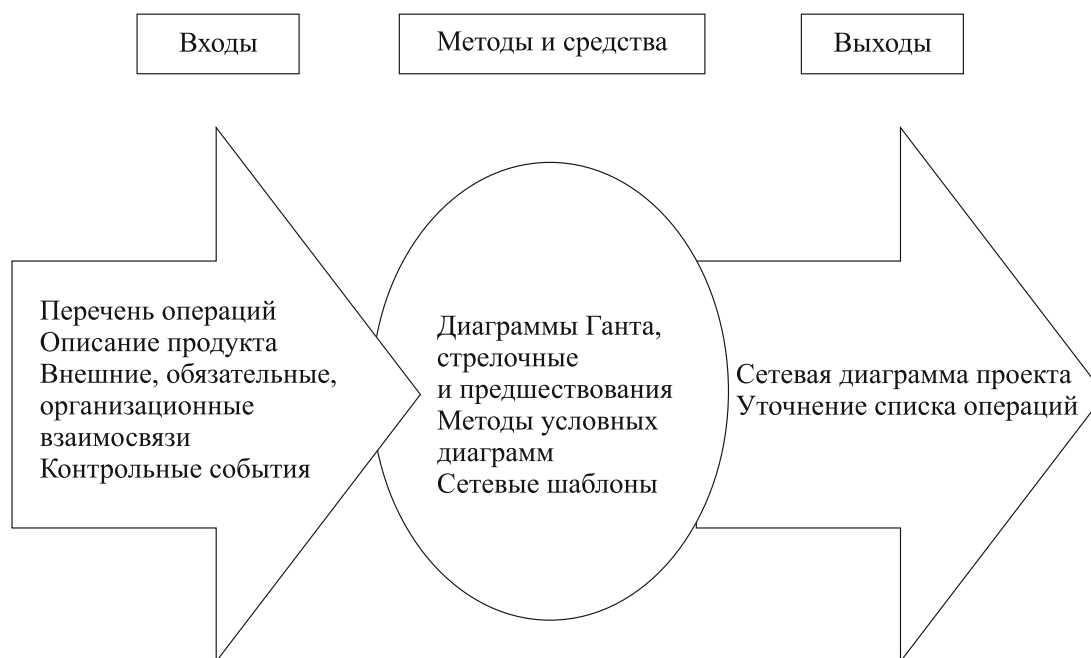 Входы
Методы и средства
Выходы
Перечень операций
Описание продукта
Внешние, обязательные,
организационные
взаимосвязи
Контрольные события
Диаграммы Ганта,
стрелочные
и предшествования
Методы условных
диаграмм
Сетевые шаблоны
Сетевая диаграмма проекта
Уточнение списка операций